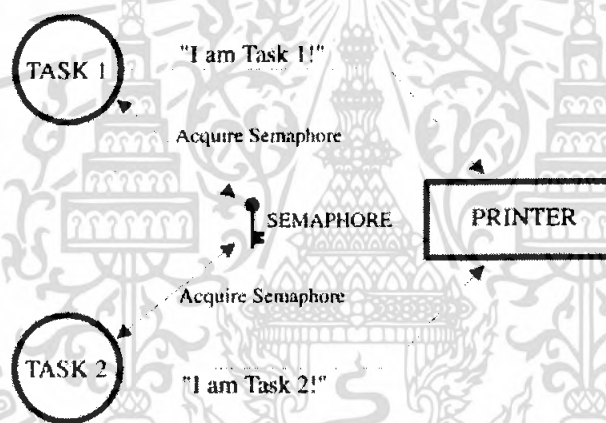 "I am Task 1!"
TASK 1
Acquire Semaphore
SEMAPHORE
PRINTER
Acquire Semaphore
TASK 2
"I am Task 2!"